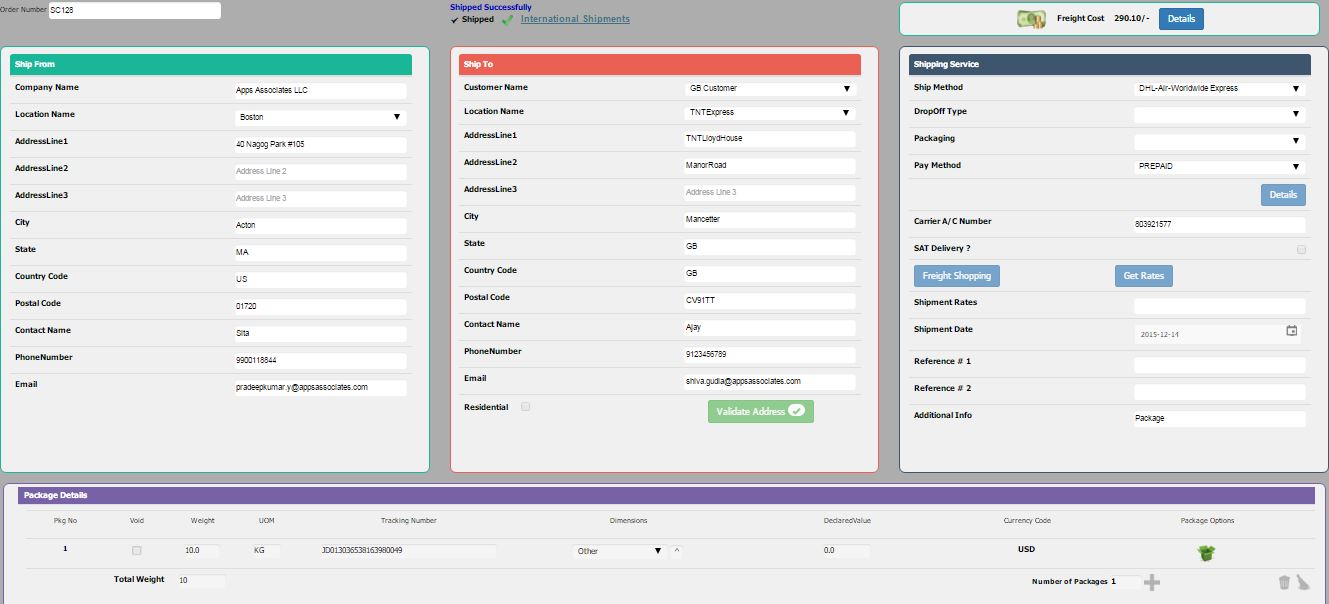 Order Number SC128
Shipped Successfully
Shipped International Shipments
Freight Cost 290.10/- Details
Ship From
Company Name Apps Associates LLC
Location Name Boston
AddressLine1 40 Nagog Park #105
AddressLine2 Address Line 2
AddressLine3 Address Line 3
City Acton
State MA
Country Code US
Postal Code 01720
Contact Name Sita
PhoneNumber 9900118844
Email pradeepkumar.y@appsassociates.com
Ship To
Customer Name GB Customer
Location Name TNTExpress
AddressLine1 TNTLloydHouse
AddressLine2 ManorRoad
AddressLine3 Address Line 3
City Mancetter
State GB
Country Code GB
Postal Code CV91TT
Contact Name Ajay
PhoneNumber 9123456789
Email shiva.gudla@appsassociates.com
Residential Validate Address
Shipping Service
Ship Method DHL-Air-Worldwide Express
DropOff Type
Packaging
Pay Method PREPAID
Details
Carrier A/C Number 803921577
SAT Delivery ?
Freight Shopping Get Rates
Shipment Rates
Shipment Date 2015-12-14
Reference # 1
Reference # 2
Additional Info Package
Package Details
Pkg No Void Weight UOM Tracking Number Dimensions DeclaredValue Currency Code Package Options
1 10.0 KG JD013036538163980049 Other 0.0 USD
Total Weight 10 Number of Packages 1